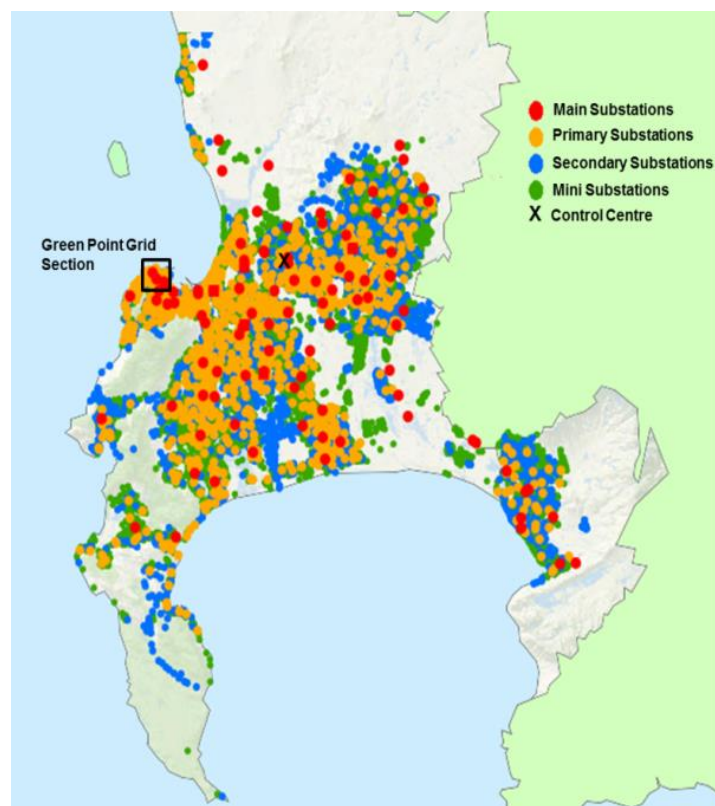 Main Substations
Primary Substations
Secondary Substations
Mini Substations
X Control Centre
Green Point Grid
Section
X